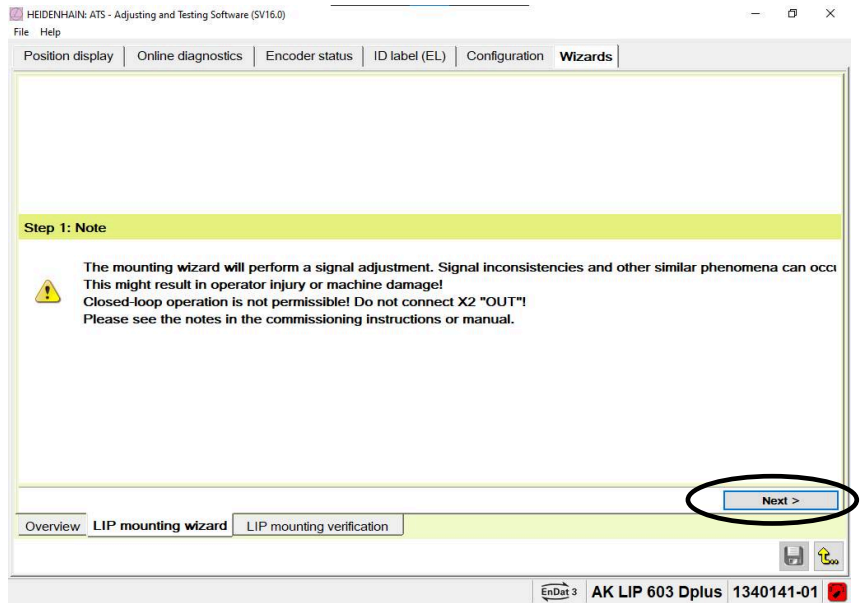 HEIDENHAIN: ATS - Adjusting and Testing Software (SV16.0)
File Help
Position display Online diagnostics Encoder status ID label (EL) Configuration Wizards
Step 1: Note
The mounting wizard will perform a signal adjustment. Signal inconsistencies and other similar phenomena can occu
This might result in operator injury or machine damage!
Closed-loop operation is not permissible! Do not connect X2 "OUT"!
Please see the notes in the commissioning instructions or manual.
Next >
Overview LIP mounting wizard LIP mounting verification
EnDat 3 AK LIP 603 Dplus 1340141-01